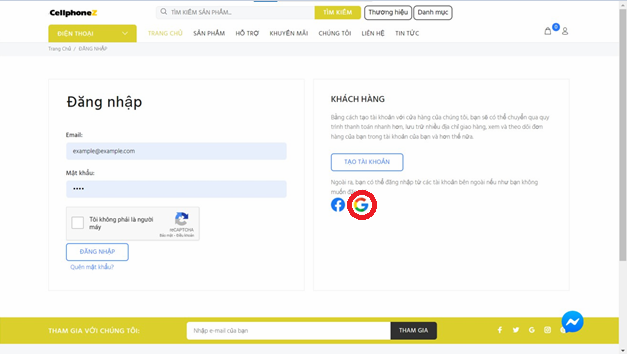 CellphoneZ
TÌM KIẾM SẢN PHẨM...
TÌM KIẾM
Thương hiệu
Danh mục
ĐIỆN THOẠI
TRANG CHỦ
SẢN PHẨM
HỖ TRỢ
KHUYẾN MÃI
CHÚNG TÔI
LIÊN HỆ
TIN TỨC
0
Trang Chủ / ĐĂNG NHẬP
Đăng nhập
Email:
example@example.com
Mật khẩu:
Tôi không phải là người
máy
reCAPTCHA
Bảo mật - Điều khoản
ĐĂNG NHẬP
Quên mật khẩu?
KHÁCH HÀNG
Bằng cách tạo tài khoản với cửa hàng của chúng tôi, bạn sẽ có thể chuyển qua quy
trình thanh toán nhanh hơn, lưu trữ nhiều địa chỉ giao hàng, xem và theo dõi đơn
hàng của bạn trong tài khoản của bạn và hơn thế nữa.
TẠO TÀI KHOẢN
Ngoài ra, bạn có thể đăng nhập từ các tài khoản bên ngoài nếu như bạn không
muốn
THAM GIA VỚI CHÚNG TÔI:
Nhập e-mail của bạn
THAM GIA